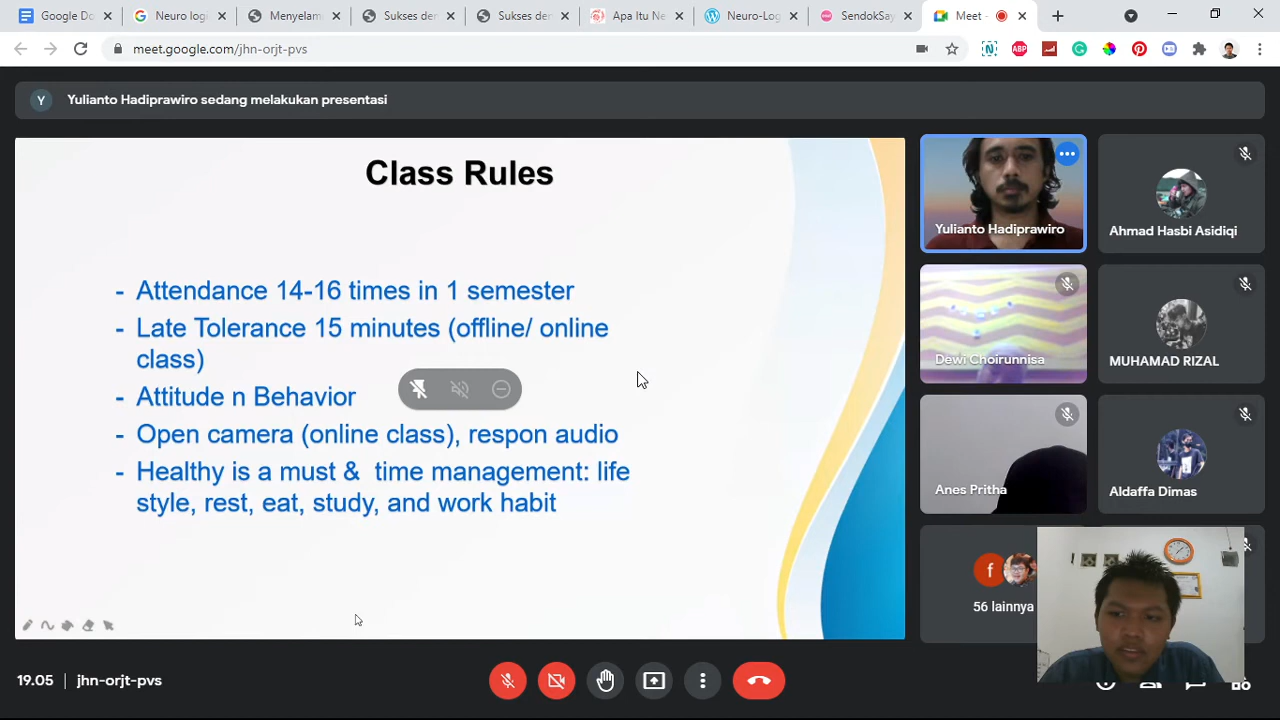 Google Do
Neuro logi
Menyelam
Sukses der
Sukses der
Apa Itu Ne
Neuro-Log
SendokSay
Meet -
meet.google.com/jhn-orjt-pvs
ABP
Y
Yulianto Hadiprawiro sedang melakukan presentasi
Class Rules
- Attendance 14-16 times in 1 semester
- Late Tolerance 15 minutes (offline/ online
class)
- Attitude n Behavior
- Open camera (online class), respon audio
- Healthy is a must & time management: life
style, rest, eat, study, and work habit
Yulianto Hadiprawiro
Ahmad Hasbi Asidiqi
Dewi Choirunnisa
MUHAMAD RIZAL
Anes Pritha
Aldaffa Dimas
f
56 lainnya
19.05 | jhn-orjt-pvs